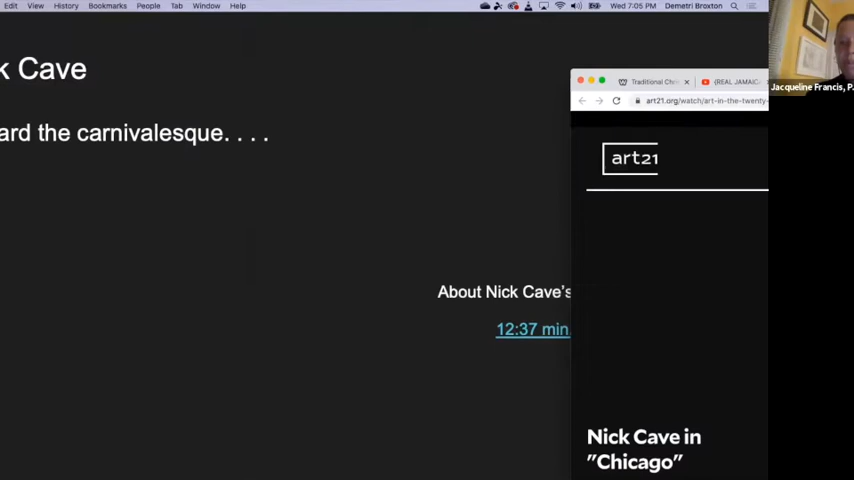 Edit View History Bookmarks People Tab Window Help Wed 7:05 PM Demetri Broxton
k Cave
ard the carnivalesque. . . .
About Nick Cave's
12:37 min.
Traditional Chri
(REAL JAMAIC
art21.org/watch/art-in-the-twenty-
art21
Nick Cave in
"Chicago"
Jacqueline Francis, P.